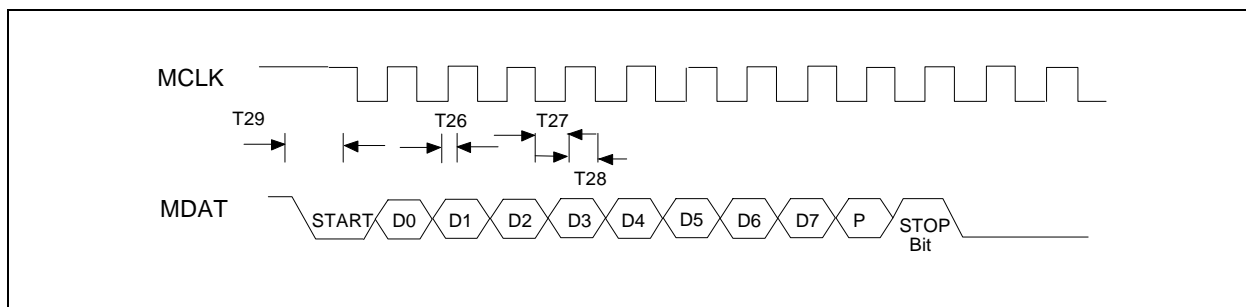 MCLK
T29
T26
T27
T28
MDAT
START
D0
D1
D2
D3
D4
D5
D6
D7
P
STOP
Bit